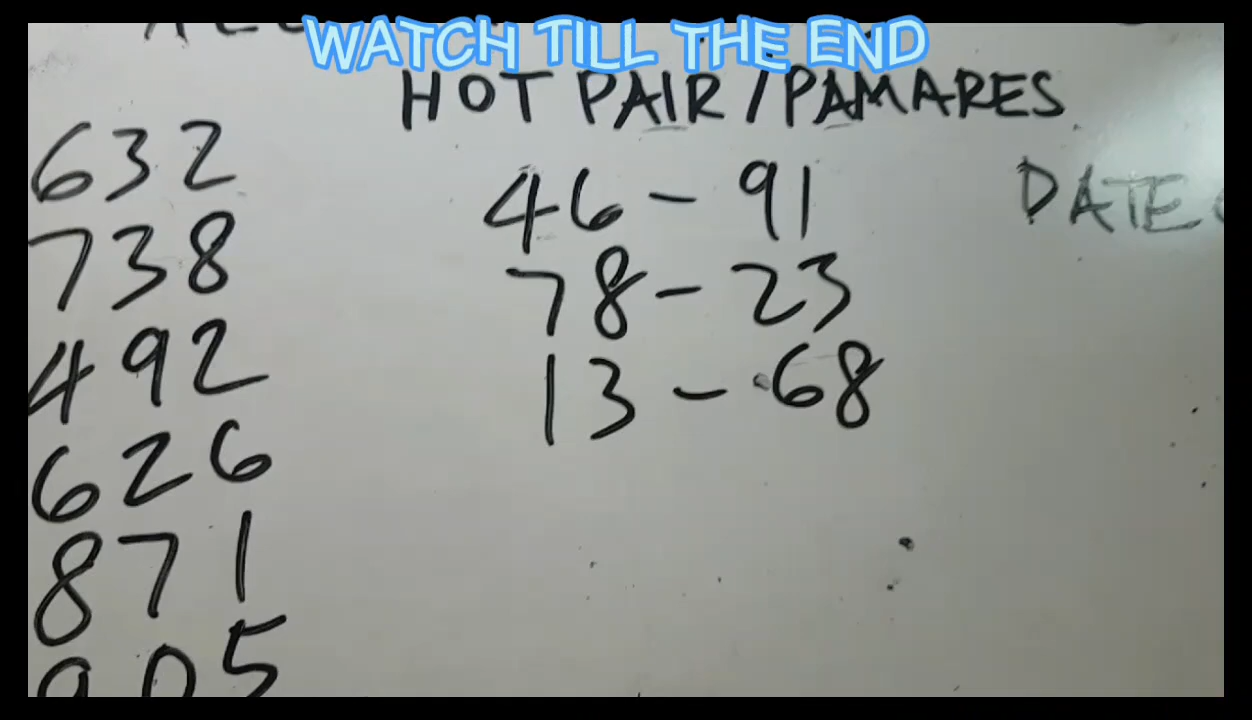 WATCH TILL THE END
HOT PAIR / PAMARES
632
738
492
626
871
905
46 - 91
78 - 23
13 - 68
DATE